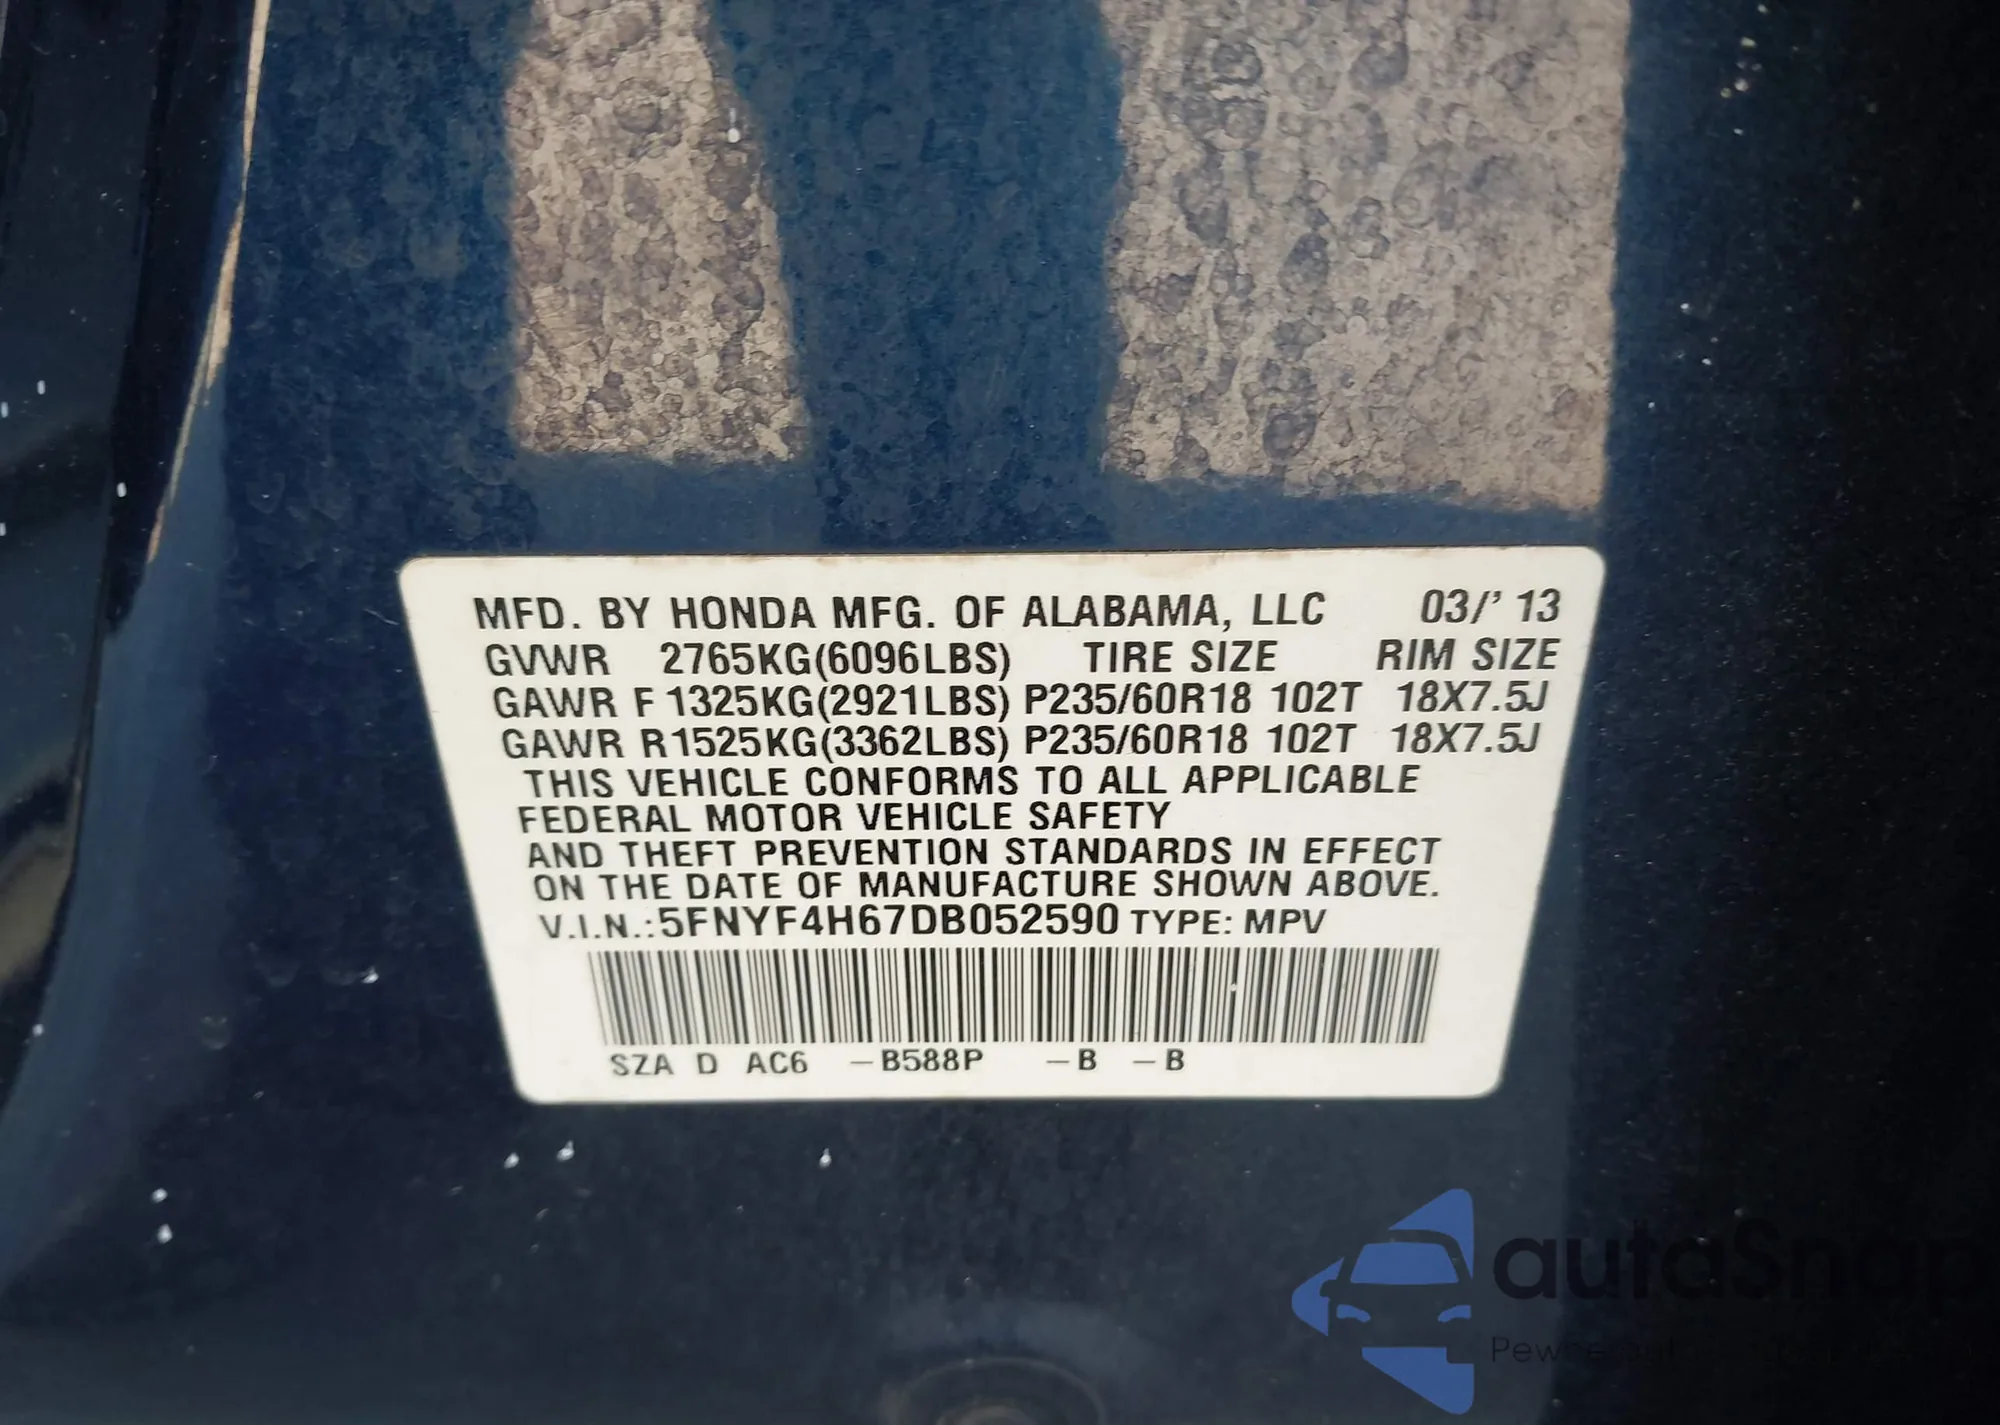 MFD. BY HONDA MFG. OF ALABAMA, LLC 03/' 13
GVWR 2765KG(6096LBS) TIRE SIZE RIM SIZE
GAWR F 1325KG(2921LBS) P235/60R18 102T 18X7.5J
GAWR R1525KG(3362LBS) P235/60R18 102T 18X7.5J
THIS VEHICLE CONFORMS TO ALL APPLICABLE
FEDERAL MOTOR VEHICLE SAFETY
AND THEFT PREVENTION STANDARDS IN EFFECT
ON THE DATE OF MANUFACTURE SHOWN ABOVE.
V.I.N.:5FNYF4H67DB052590 TYPE: MPV
SZA D AC6 -B588P -B -B
autaSnap